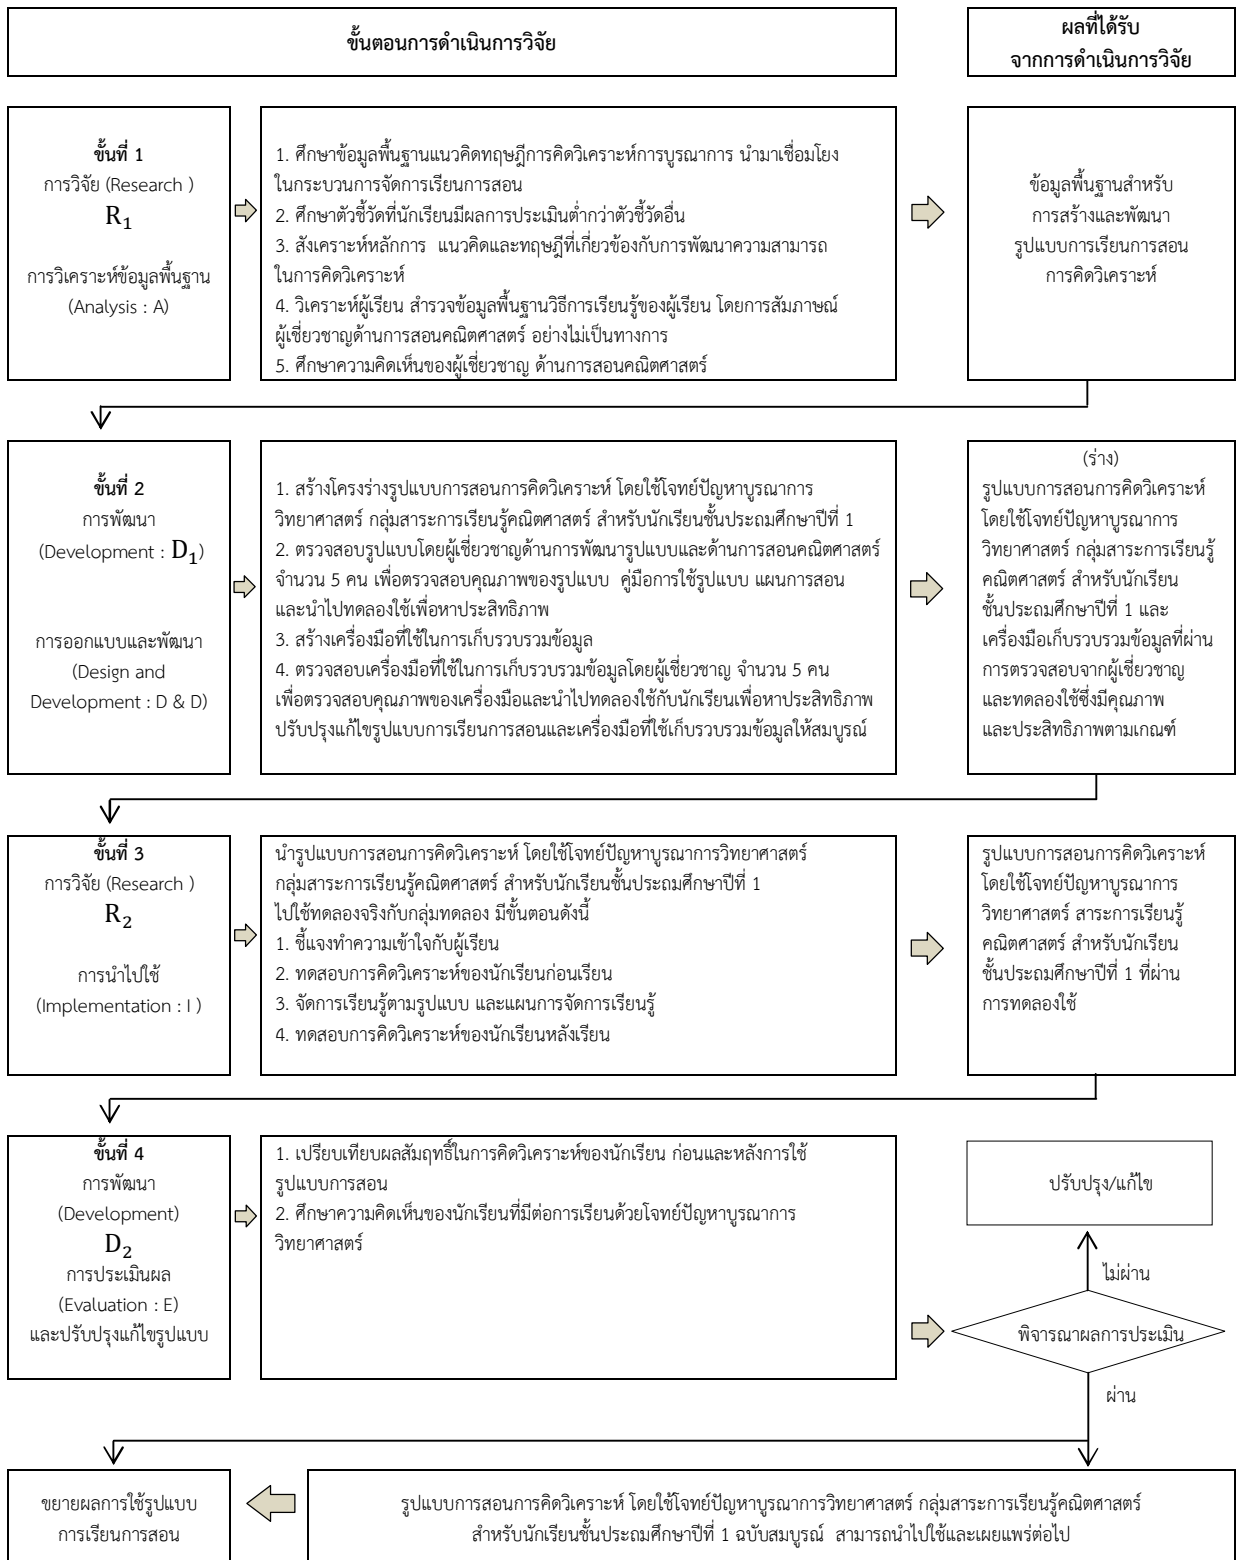 ขั้นตอนการดำเนินการวิจัย
ผลที่ได้รับ
จากการดำเนินการวิจัย
ขั้นที่ 1
การวิจัย (Research )
R₁
การวิเคราะห์ข้อมูลพื้นฐาน
(Analysis : A)
1. ศึกษาข้อมูลพื้นฐานแนวคิดทฤษฎีการคิดวิเคราะห์การบูรณาการ นำมาเชื่อมโยง
ในกระบวนการจัดการเรียนการสอน
2. ศึกษาตัวชี้วัดที่นักเรียนมีผลการประเมินต่ำกว่าตัวชี้วัดอื่น
3. สังเคราะห์หลักการ แนวคิดและทฤษฎีที่เกี่ยวข้องกับการพัฒนาความสามารถ
ในการคิดวิเคราะห์
4. วิเคราะห์ผู้เรียน สำรวจข้อมูลพื้นฐานวิธีการเรียนรู้ของผู้เรียน โดยการสัมภาษณ์
ผู้เชี่ยวชาญด้านการสอนคณิตศาสตร์ อย่างไม่เป็นทางการ
5. ศึกษาความคิดเห็นของผู้เชี่ยวชาญ ด้านการสอนคณิตศาสตร์
ข้อมูลพื้นฐานสำหรับ
การสร้างและพัฒนา
รูปแบบการเรียนการสอน
การคิดวิเคราะห์
ขั้นที่ 2
การพัฒนา
(Development : D₁)
การออกแบบและพัฒนา
(Design and
Development : D & D)
1. สร้างโครงร่างรูปแบบการสอนการคิดวิเคราะห์ โดยใช้โจทย์ปัญหาบูรณาการ
วิทยาศาสตร์ กลุ่มสาระการเรียนรู้คณิตศาสตร์ สำหรับนักเรียนชั้นประถมศึกษาปีที่ 1
2. ตรวจสอบรูปแบบโดยผู้เชี่ยวชาญด้านการพัฒนารูปแบบและด้านการสอนคณิตศาสตร์
จำนวน 5 คน เพื่อตรวจสอบคุณภาพของรูปแบบ คู่มือการใช้รูปแบบ แผนการสอน
และนำไปทดลองใช้เพื่อหาประสิทธิภาพ
3. สร้างเครื่องมือที่ใช้ในการเก็บรวบรวมข้อมูล
4. ตรวจสอบเครื่องมือที่ใช้ในการเก็บรวบรวมข้อมูลโดยผู้เชี่ยวชาญ จำนวน 5 คน
เพื่อตรวจสอบคุณภาพของเครื่องมือและนำไปทดลองใช้กับนักเรียนเพื่อหาประสิทธิภาพ
ปรับปรุงแก้ไขรูปแบบการเรียนการสอนและเครื่องมือที่ใช้เก็บรวบรวมข้อมูลให้สมบูรณ์
(ร่าง)
รูปแบบการสอนการคิดวิเคราะห์
โดยใช้โจทย์ปัญหาบูรณาการ
วิทยาศาสตร์ กลุ่มสาระการเรียนรู้
คณิตศาสตร์ สำหรับนักเรียน
ชั้นประถมศึกษาปีที่ 1 และ
เครื่องมือเก็บรวบรวมข้อมูลที่ผ่าน
การตรวจสอบจากผู้เชี่ยวชาญ
และทดลองใช้ซึ่งมีคุณภาพ
และประสิทธิภาพตามเกณฑ์
ขั้นที่ 3
การวิจัย (Research )
R₂
การนำไปใช้
(Implementation : I )
นำรูปแบบการสอนการคิดวิเคราะห์ โดยใช้โจทย์ปัญหาบูรณาการวิทยาศาสตร์
กลุ่มสาระการเรียนรู้คณิตศาสตร์ สำหรับนักเรียนชั้นประถมศึกษาปีที่ 1
ไปใช้ทดลองจริงกับกลุ่มทดลอง มีขั้นตอนดังนี้
1. ชี้แจงทำความเข้าใจกับผู้เรียน
2. ทดสอบการคิดวิเคราะห์ของนักเรียนก่อนเรียน
3. จัดการเรียนรู้ตามรูปแบบ และแผนการจัดการเรียนรู้
4. ทดสอบการคิดวิเคราะห์ของนักเรียนหลังเรียน
รูปแบบการสอนการคิดวิเคราะห์
โดยใช้โจทย์ปัญหาบูรณาการ
วิทยาศาสตร์ สาระการเรียนรู้
คณิตศาสตร์ สำหรับนักเรียน
ชั้นประถมศึกษาปีที่ 1 ที่ผ่าน
การทดลองใช้
ขั้นที่ 4
การพัฒนา
(Development)
D₂
การประเมินผล
(Evaluation : E)
และปรับปรุงแก้ไขรูปแบบ
1. เปรียบเทียบผลสัมฤทธิ์ในการคิดวิเคราะห์ของนักเรียน ก่อนและหลังการใช้
รูปแบบการสอน
2. ศึกษาความคิดเห็นของนักเรียนที่มีต่อการเรียนด้วยโจทย์ปัญหาบูรณาการ
วิทยาศาสตร์
ปรับปรุง/แก้ไข
ไม่ผ่าน
พิจารณาผลการประเมิน
ผ่าน
ขยายผลการใช้รูปแบบ
การเรียนการสอน
รูปแบบการสอนการคิดวิเคราะห์ โดยใช้โจทย์ปัญหาบูรณาการวิทยาศาสตร์ กลุ่มสาระการเรียนรู้คณิตศาสตร์
สำหรับนักเรียนชั้นประถมศึกษาปีที่ 1 ฉบับสมบูรณ์ สามารถนำไปใช้และเผยแพร่ต่อไป